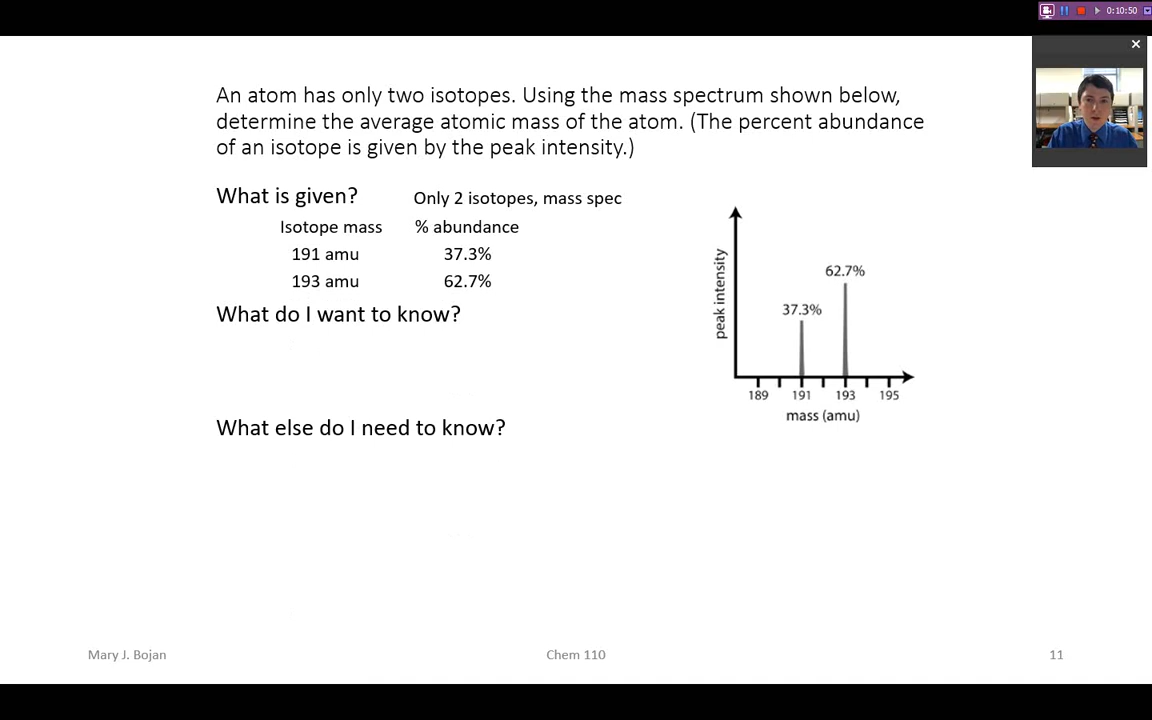 0:10:50
An atom has only two isotopes. Using the mass spectrum shown below,
determine the average atomic mass of the atom. (The percent abundance
of an isotope is given by the peak intensity.)
What is given? Only 2 isotopes, mass spec
Isotope mass % abundance
191 amu 37.3%
193 amu 62.7%
What do I want to know?
What else do I need to know?
peak intensity
62.7%
37.3%
189 191 193 195
mass (amu)
Mary J. Bojan Chem 110 11